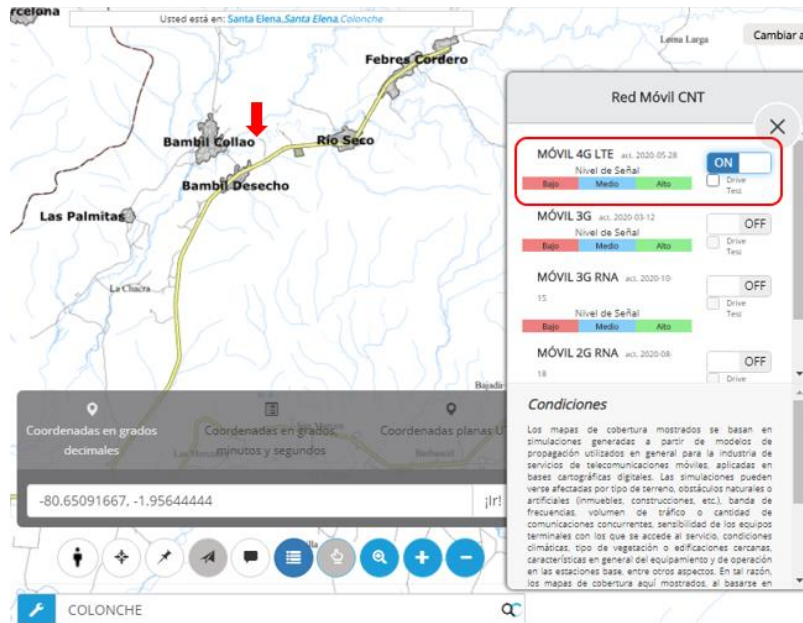 rcelona
Usted está en: Santa Elena,Santa Elena,Colonche
Loma Larga
Cambiar a
Febres Cordero
Bambil Collao
Rio Seco
Bambil Desecho
Las Palmitas
La Chacra
Bajada
Coordenadas en grados
decimales
Coordenadas en grados,
minutos y segundos
Coordenadas planas U
-80.65091667, -1.95644444
¡Ir!
COLONCHE
Red Móvil CNT
MÓVIL 4G LTE act. 2020-05-28
ON
Nivel de Señal
Bajo Medio Alto
Drive
Test
MÓVIL 3G act. 2020-03-12
OFF
Nivel de Señal
Bajo Medio Alto
Drive
Test
MÓVIL 3G RNA act. 2020-10-
15
OFF
Nivel de Señal
Bajo Medio Alto
Drive
Test
MÓVIL 2G RNA act. 2020-08-
18
OFF
Drive
Condiciones
Los mapas de cobertura mostrados se basan en
simulaciones generadas a partir de modelos de
propagación utilizados en general para la industria de
servicios de telecomunicaciones móviles, aplicadas en
bases cartográficas digitales. Las simulaciones pueden
verse afectadas por tipo de terreno, obstáculos naturales o
artificiales (inmuebles, construcciones, etc.), banda de
frecuencias, volumen de tráfico o cantidad de
comunicaciones concurrentes, sensibilidad de los equipos
terminales con los que se accede al servicio, condiciones
climáticas, tipo de vegetación o edificaciones cercanas,
características en general del equipamiento y de operación
en las estaciones base, entre otros aspectos. En tal razón,
los mapas de cobertura aquí mostrados, al basarse en